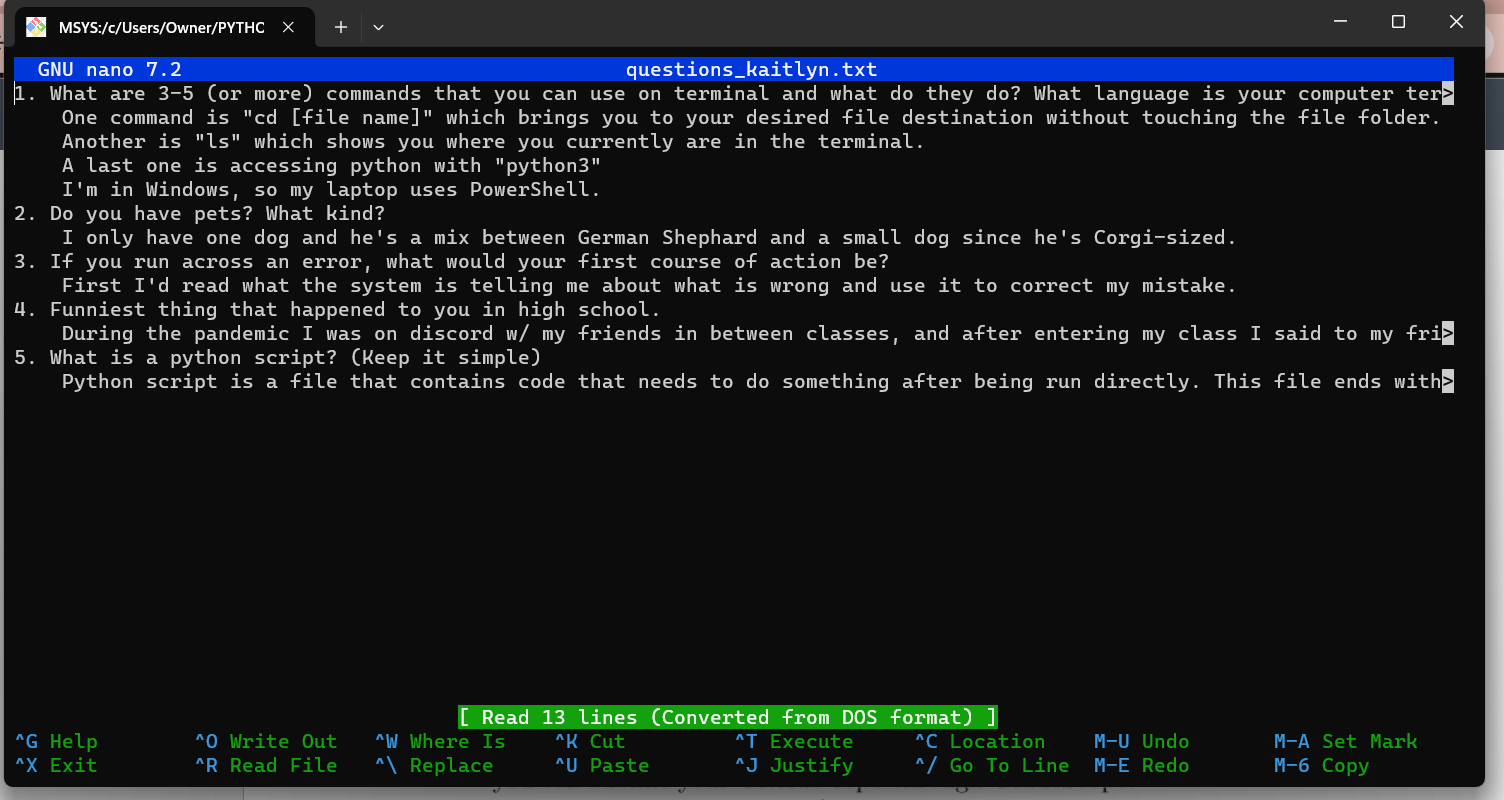 MSYS:/c/Users/Owner/PYTHO
GNU nano 7.2 questions_kaitlyn.txt
1. What are 3-5 (or more) commands that you can use on terminal and what do they do? What language is your computer ter>
One command is "cd [file name]" which brings you to your desired file destination without touching the file folder.
Another is "ls" which shows you where you currently are in the terminal.
A last one is accessing python with "python3"
I'm in Windows, so my laptop uses PowerShell.
2. Do you have pets? What kind?
I only have one dog and he's a mix between German Shephard and a small dog since he's Corgi-sized.
3. If you run across an error, what would your first course of action be?
First I'd read what the system is telling me about what is wrong and use it to correct my mistake.
4. Funniest thing that happened to you in high school.
During the pandemic I was on discord w/ my friends in between classes, and after entering my class I said to my fri>
5. What is a python script? (Keep it simple)
Python script is a file that contains code that needs to do something after being run directly. This file ends with>
[ Read 13 lines (Converted from DOS format) ]
^G Help ^O Write Out ^W Where Is ^K Cut ^T Execute ^C Location M-U Undo M-A Set Mark
^X Exit ^R Read File ^\ Replace ^U Paste ^J Justify ^/ Go To Line M-E Redo M-6 Copy